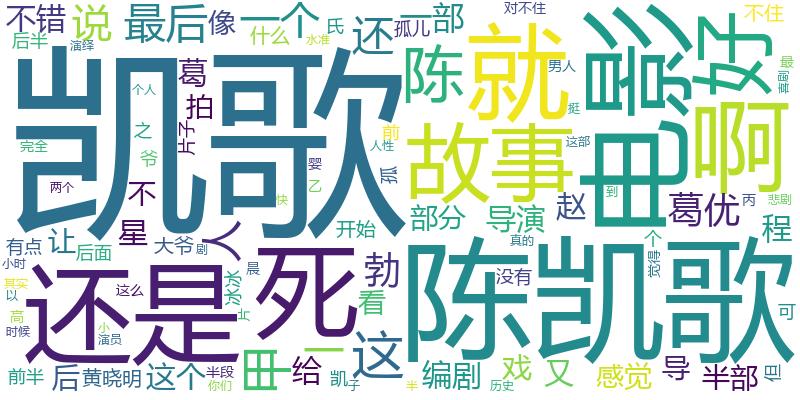 不错
说
最后
像
一个
还
一部
对不住
不住
后半
演绎
氏
什么
水准
孤儿
就
电影
好
凯歌
个人
葛
拍
片子
陈
男人
喜剧
最
完全
之
爷
前
人性
挺
啊
两个
不
婴
乙
孤
故事
这部
到
悲剧
星
人
快
开始
部分
导演
赵
葛优
丙
程
有点
让
后面
大爷
剧
勃
真的
个
觉得
小时
其实
还是
这么
冰冰
晨
死
看
没有
陈凯歌
以
高
时候
小
演员
片
甲
一
这
可
前半
后
黄晓明
这个
半段
你们
给
凯
子
半
编剧
历史
戏
又
感觉
导
半部
但